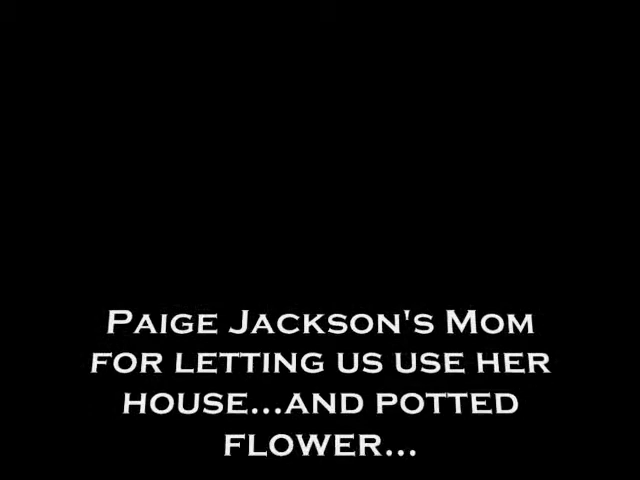 Paige Jackson's Mom
for letting us use her
house...and potted
flower...